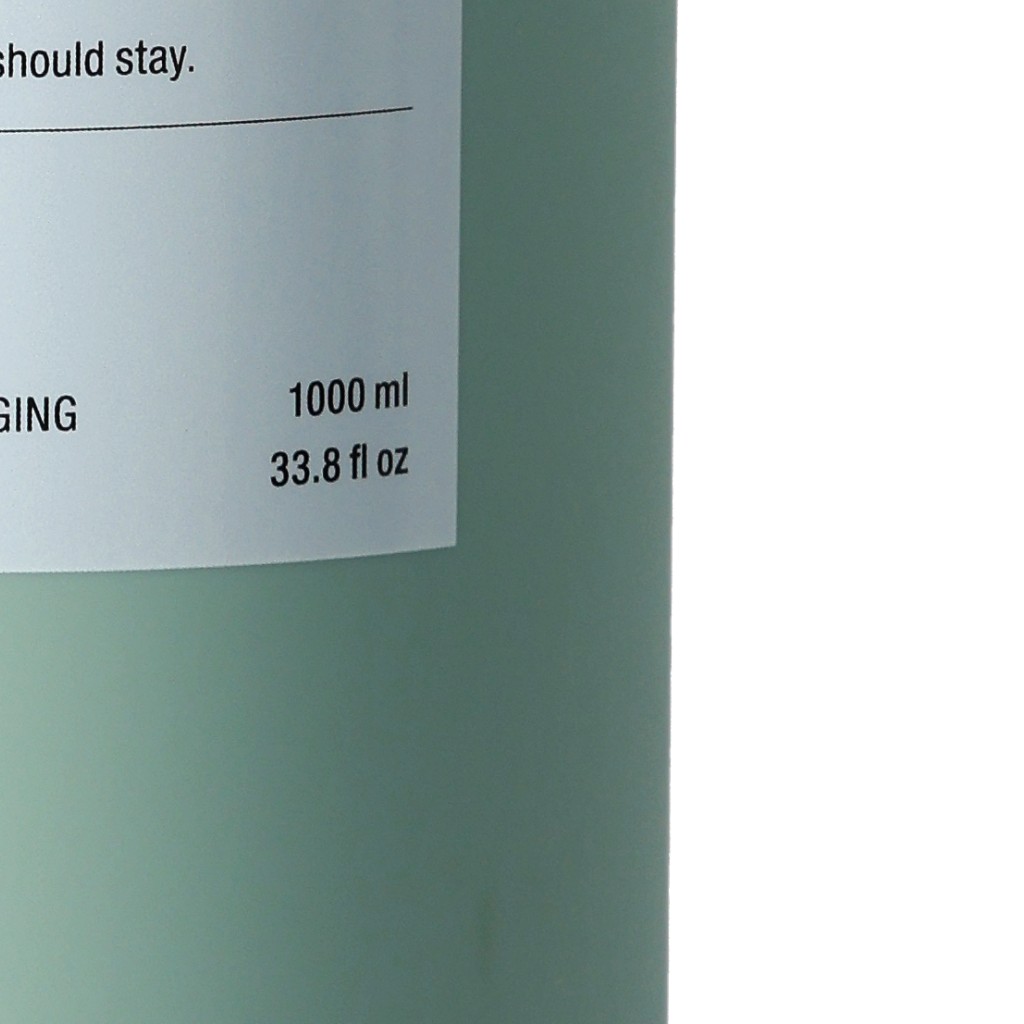 should stay.
GING
1000 ml
33.8 fl oz